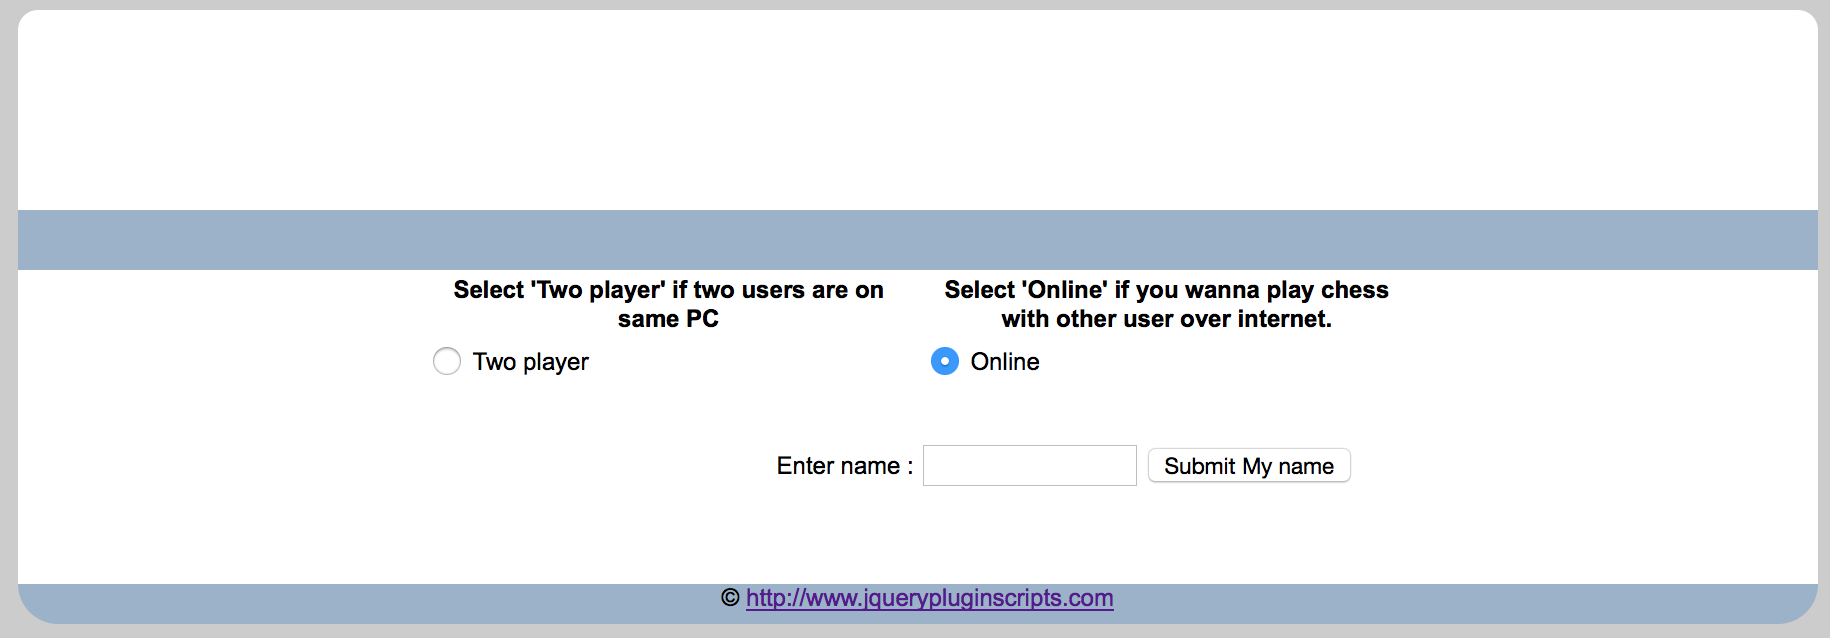 Select 'Two player' if two users are on
same PC
Select 'Online' if you wanna play chess
with other user over internet.
Two player
Online
Enter name :
Submit My name
© http://www.jquerypluginscripts.com